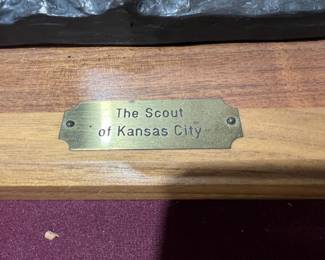 The Scout
of Kansas City